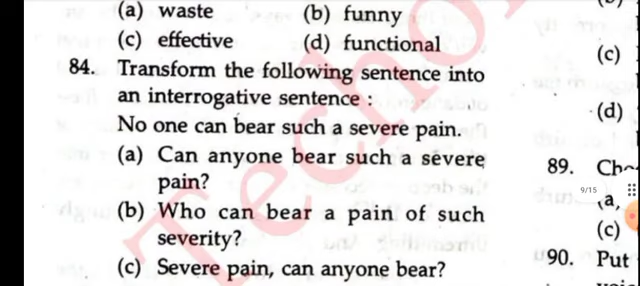 (a) waste (b) funny
(c) effective (d) functional
84. Transform the following sentence into
an interrogative sentence :
No one can bear such a severe pain.
(a) Can anyone bear such a severe
pain?
(b) Who can bear a pain of such
severity?
(c) Severe pain, can anyone bear?
(c)
(d)
89.
9/15
(c)
90. Put